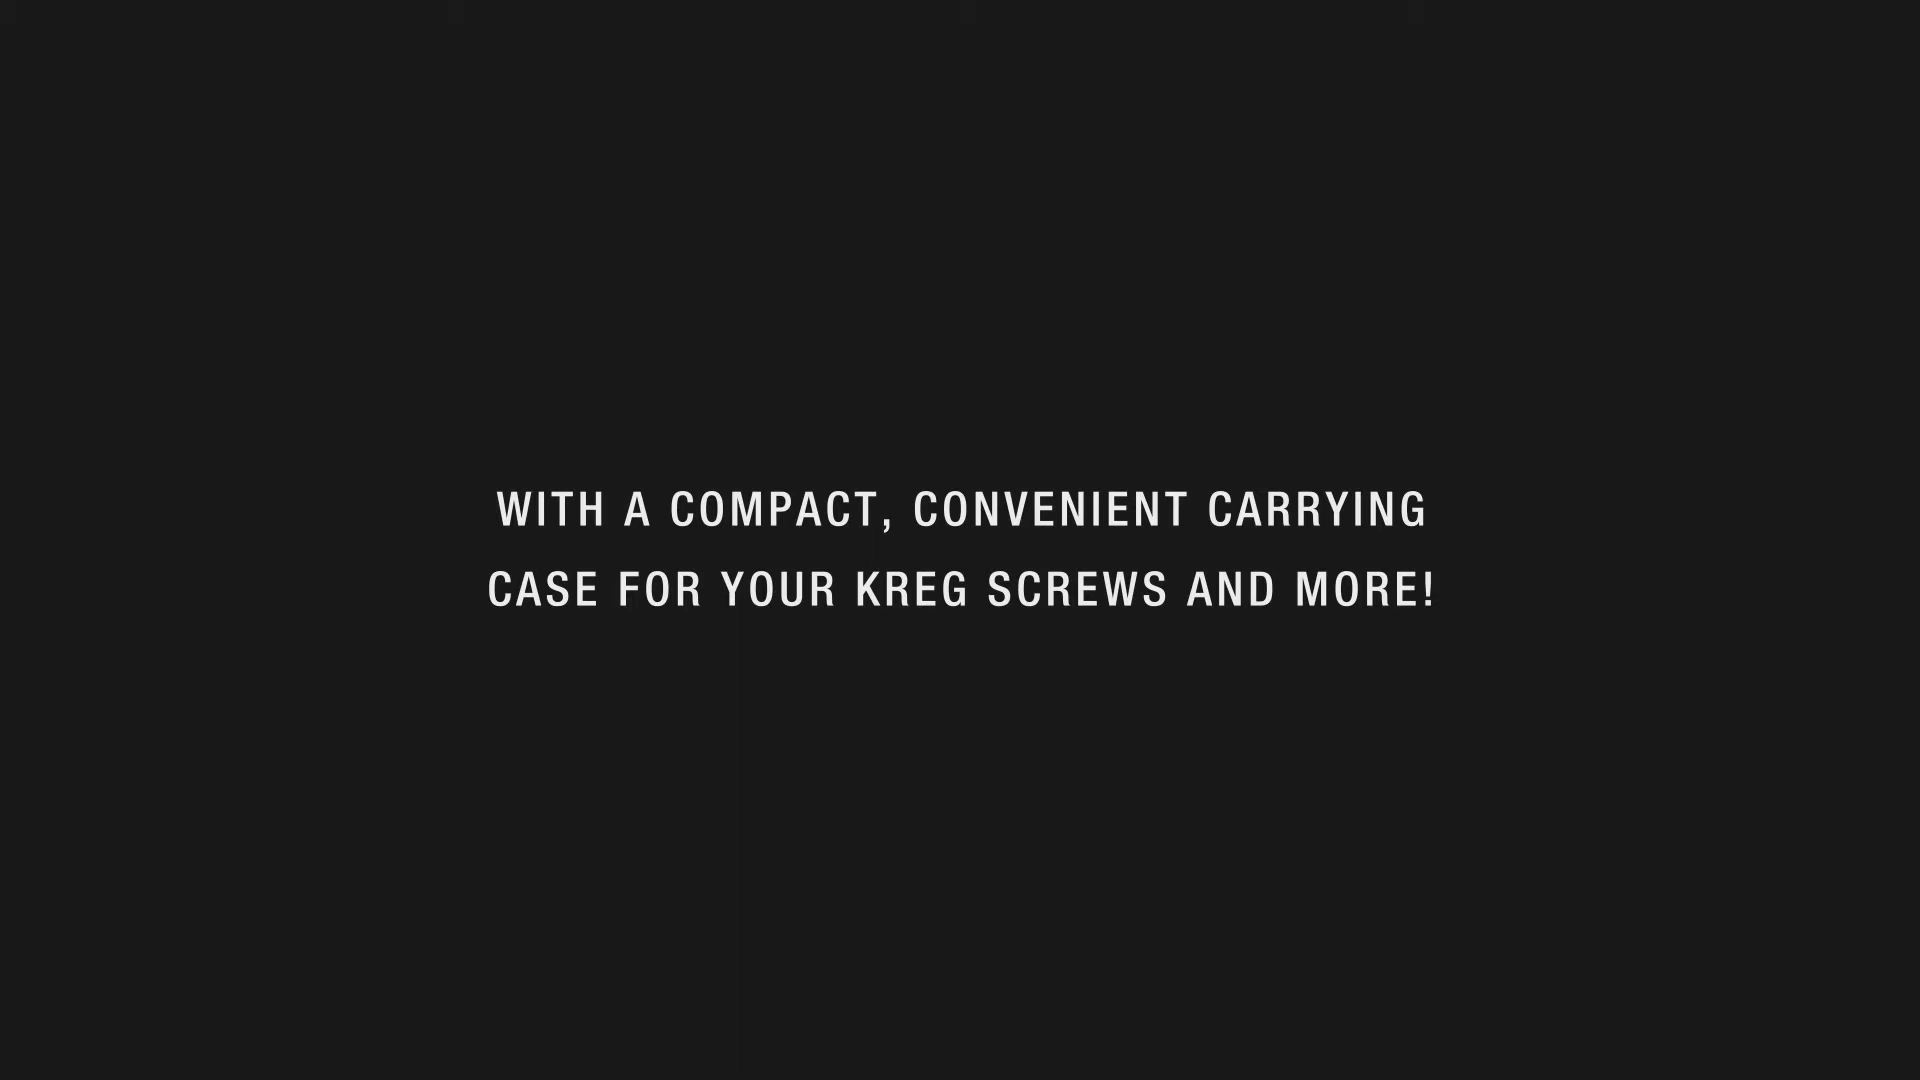 WITH A COMPACT, CONVENIENT CARRYING
CASE FOR YOUR KREG SCREWS AND MORE!